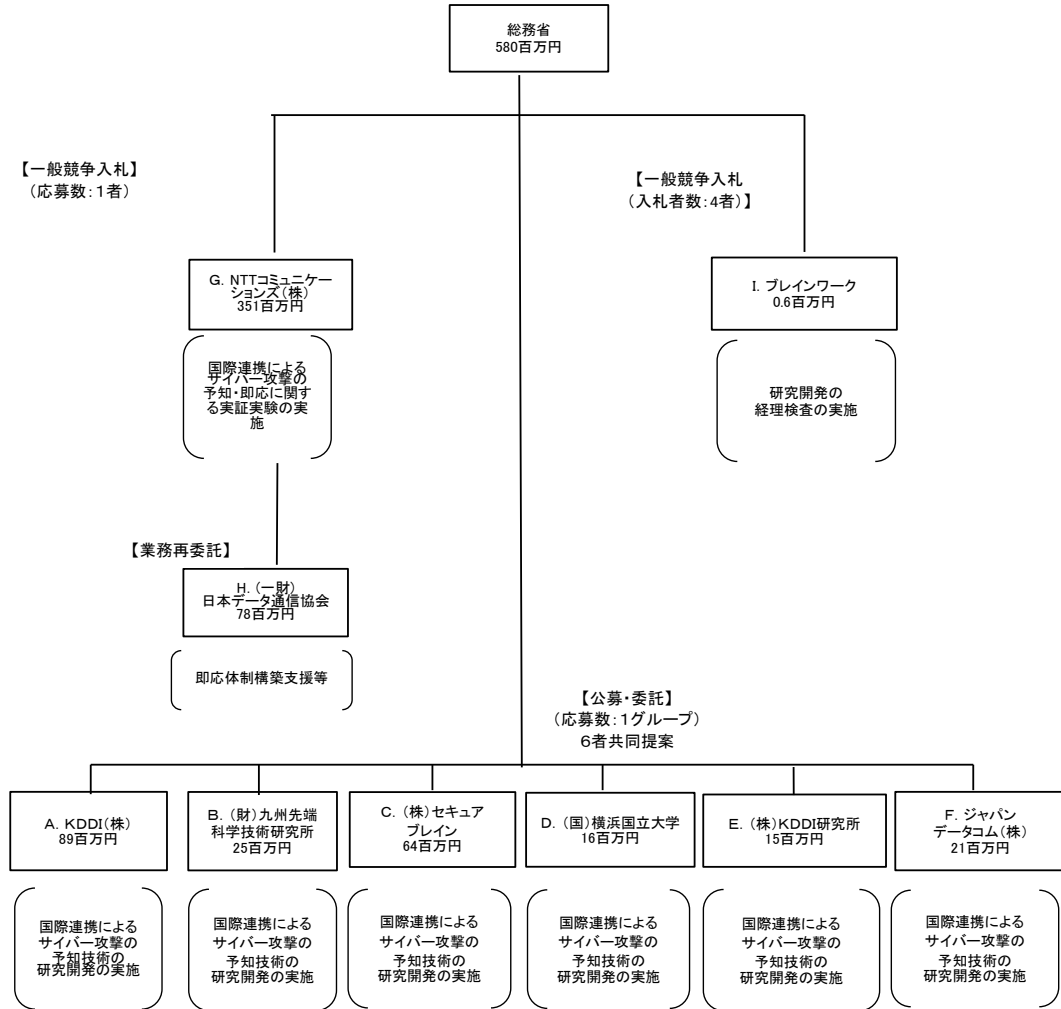 総務省
580百万円
【一般競争入札】
（応募数：1者）
【一般競争入札
（入札者数：4者）】
G．NTTコミュニケー
ションズ（株）
351百万円
I．ブレインワーク
0.6百万円
国際連携による
サイバー攻撃の
予知・即応に関す
る実証実験の実
施
研究開発の
経理検査の実施
【業務再委託】
H．（一財）
日本データ通信協会
78百万円
即応体制構築支援等
【公募・委託】
（応募数：1グループ）
６者共同提案
A．KDDI（株）
89百万円
B．（財）九州先端
科学技術研究所
25百万円
C．（株）セキュア
ブレイン
64百万円
D．（国）横浜国立大学
16百万円
E．（株）KDDI研究所
15百万円
F．ジャパン
データコム（株）
21百万円
国際連携による
サイバー攻撃の
予知技術の
研究開発の実施
国際連携による
サイバー攻撃の
予知技術の
研究開発の実施
国際連携による
サイバー攻撃の
予知技術の
研究開発の実施
国際連携による
サイバー攻撃の
予知技術の
研究開発の実施
国際連携による
サイバー攻撃の
予知技術の
研究開発の実施
国際連携による
サイバー攻撃の
予知技術の
研究開発の実施